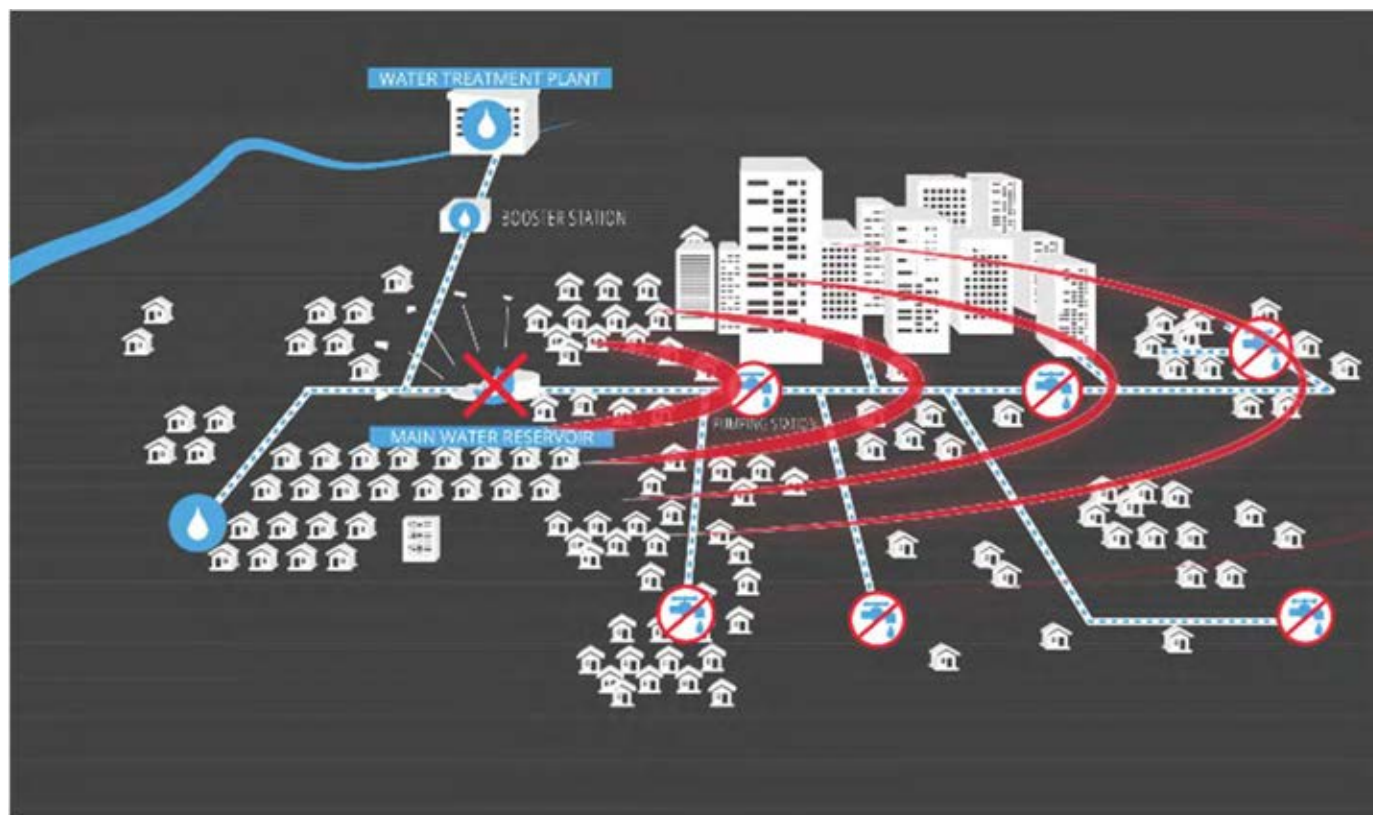 WATER TREATMENT PLANT
BOOSTER STATION
MAIN WATER RESERVOIR
PUMPING STATION